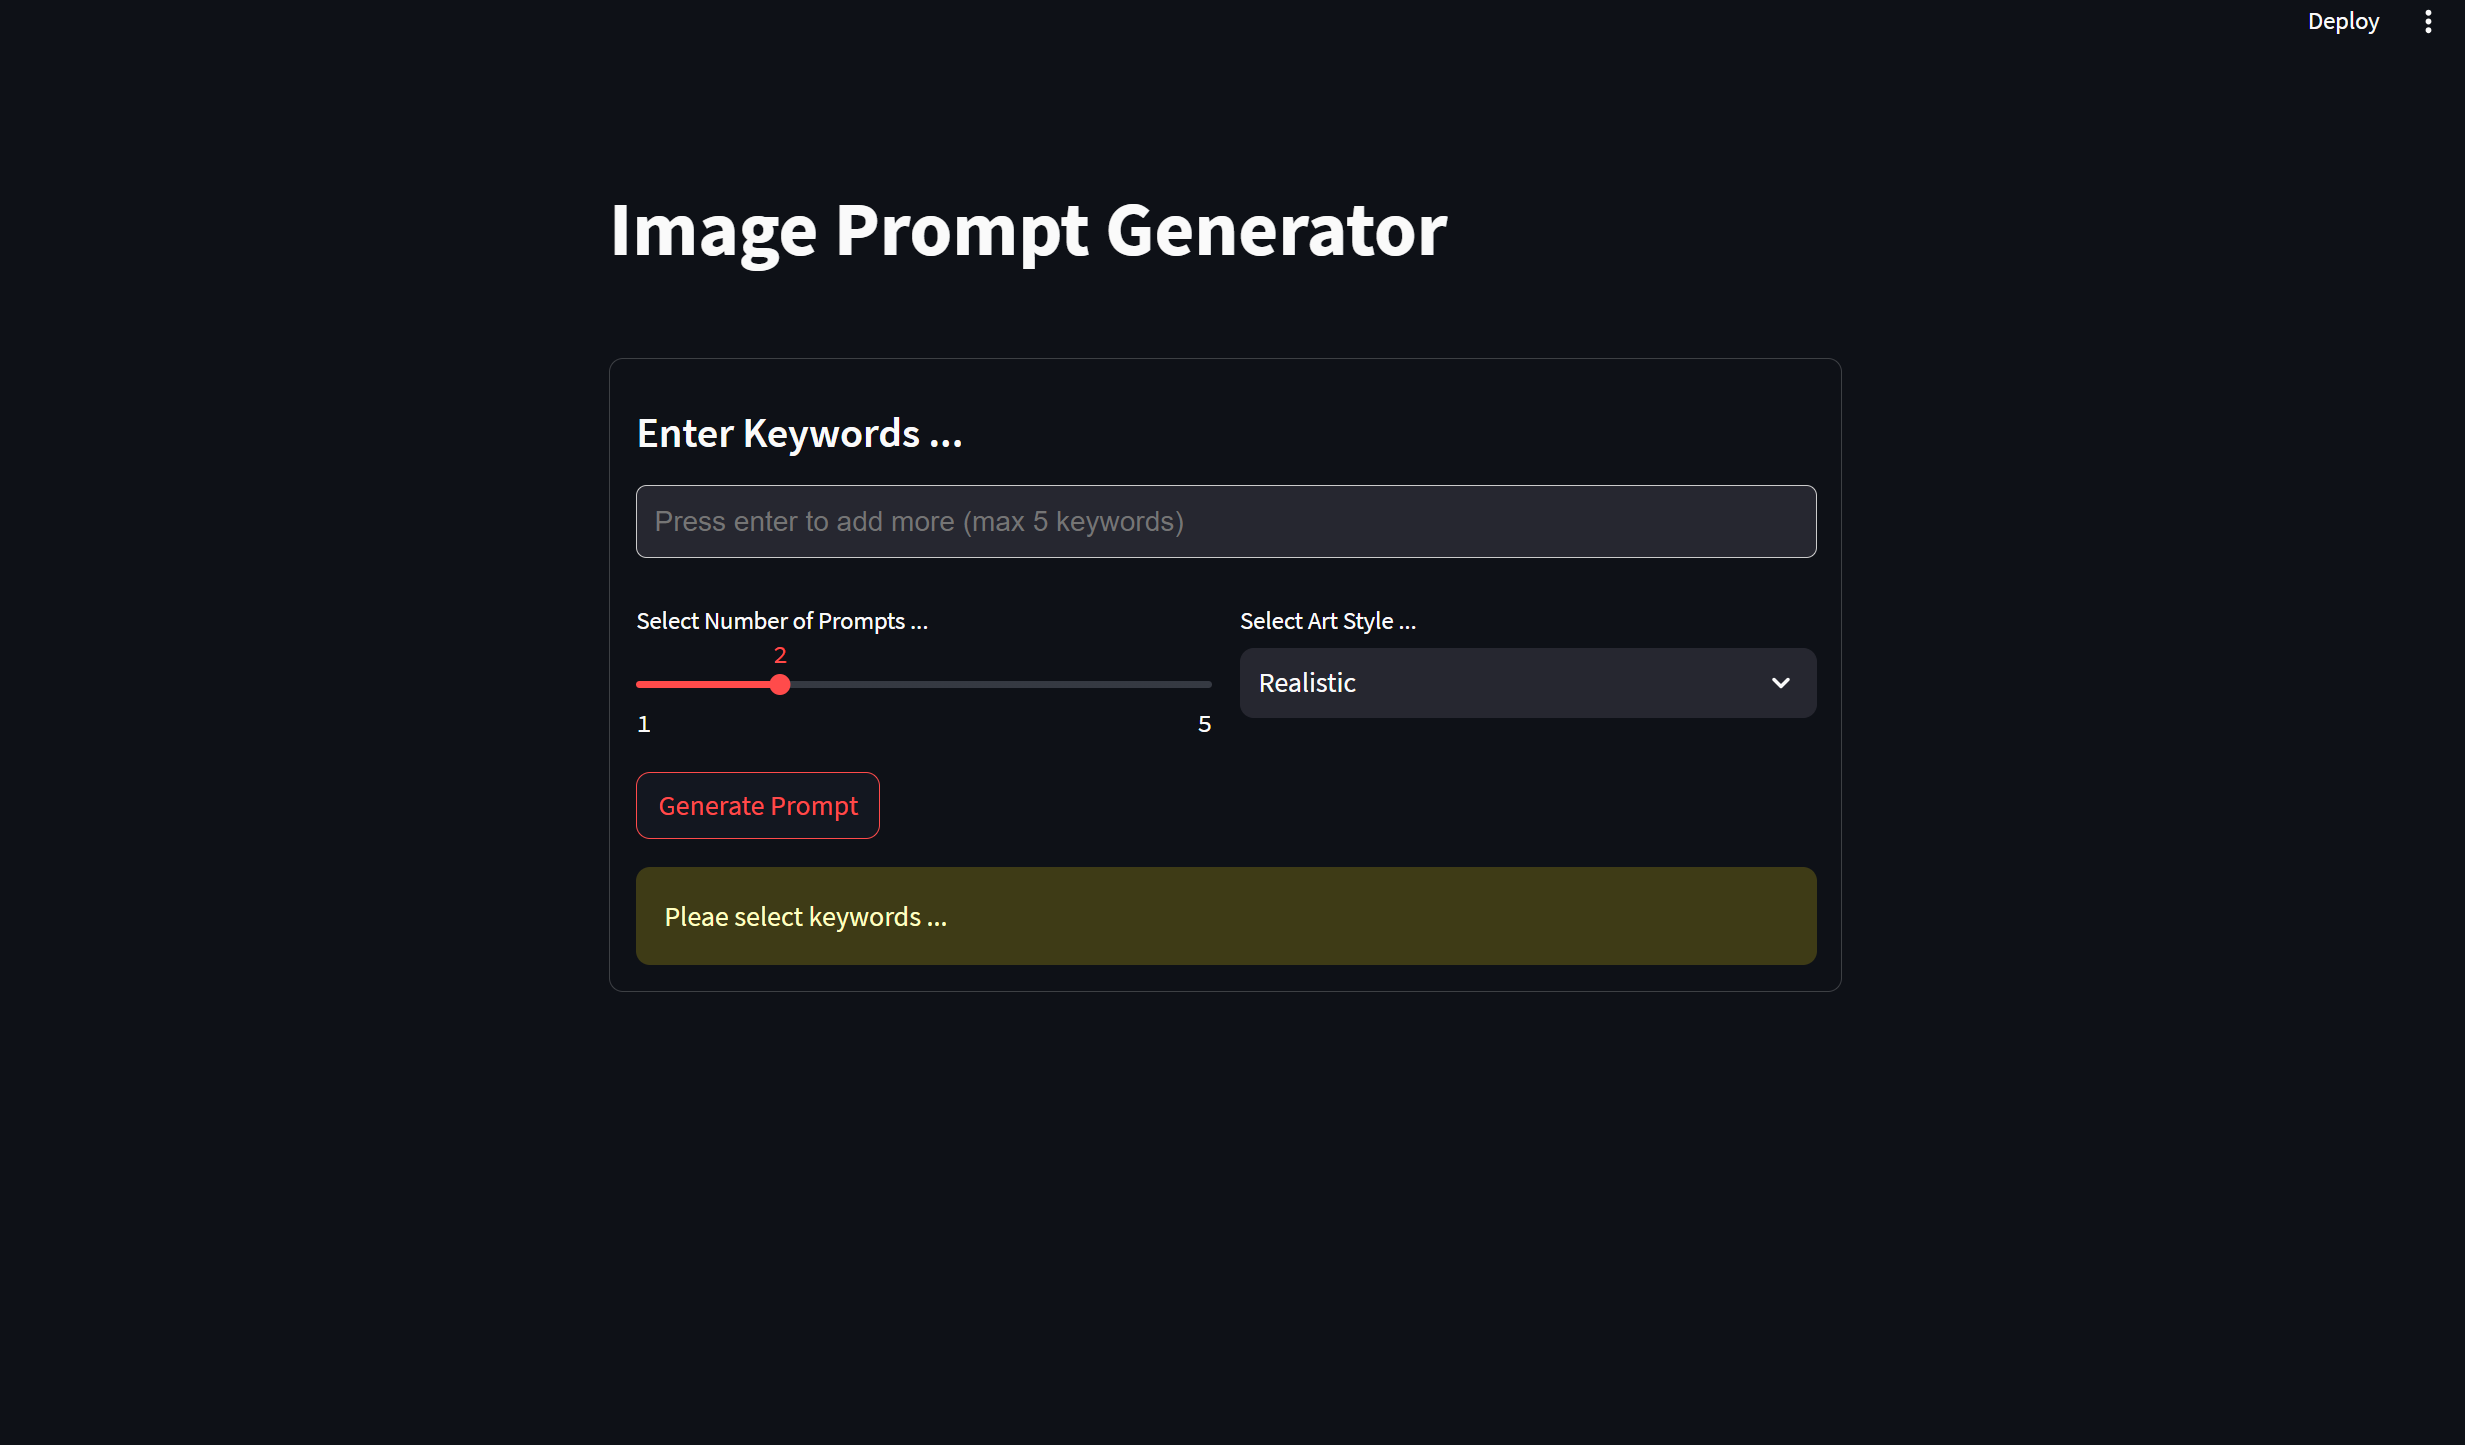 Deploy
Image Prompt Generator
Enter Keywords ...
Press enter to add more (max 5 keywords)
Select Number of Prompts ...
2
1 5
Select Art Style ...
Realistic
Generate Prompt
Pleae select keywords ...